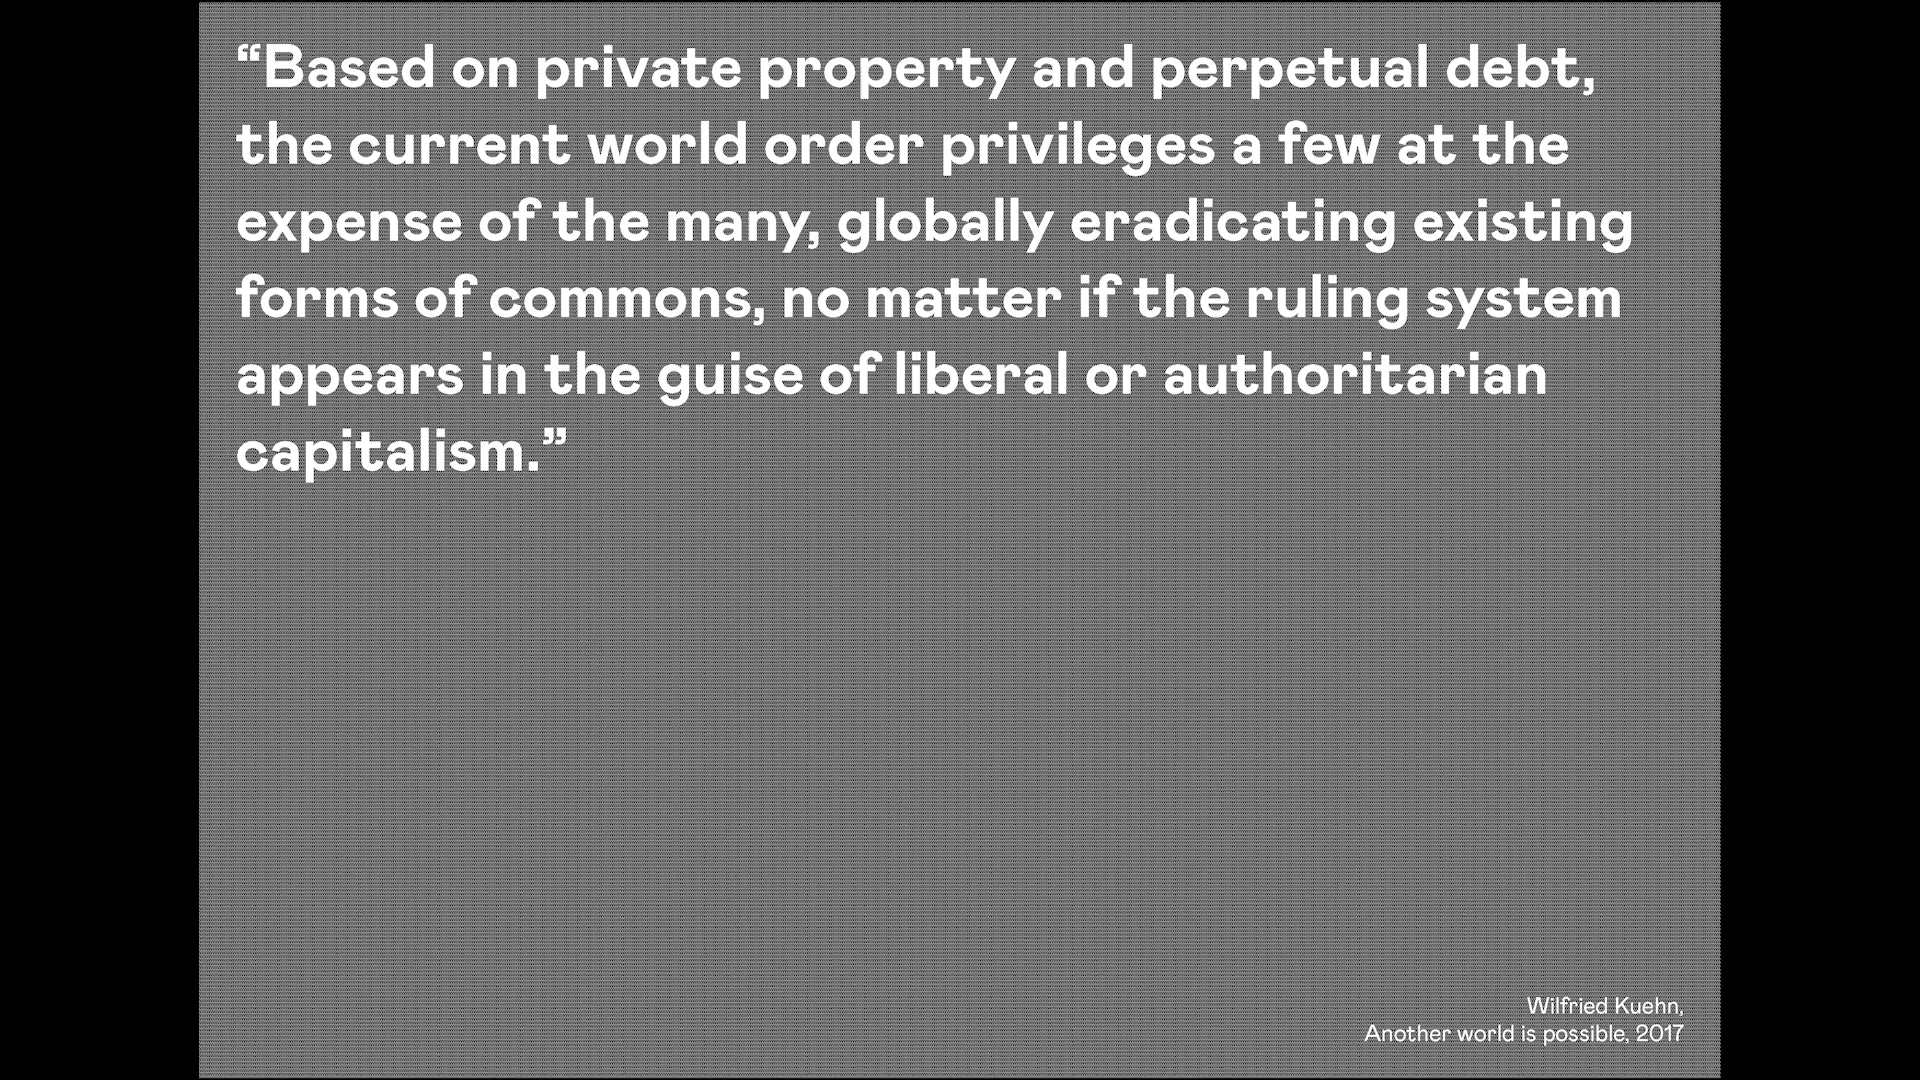 “Based on private property and perpetual debt,
the current world order privileges a few at the
expense of the many, globally eradicating existing
forms of commons, no matter if the ruling system
appears in the guise of liberal or authoritarian
capitalism.”
Wilfried Kuehn,
Another world is possible, 2017